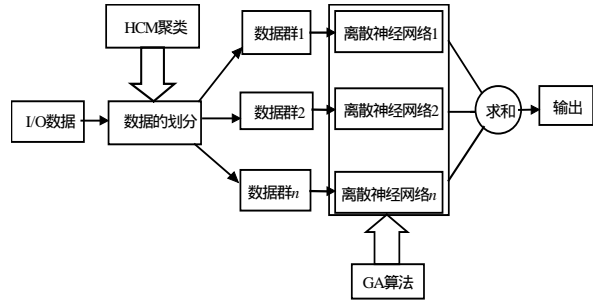 HCM聚类
数据群1
离散神经网络1
I/O数据
数据的划分
数据群2
离散神经网络2
求和
输出
数据群n
离散神经网络n
GA算法